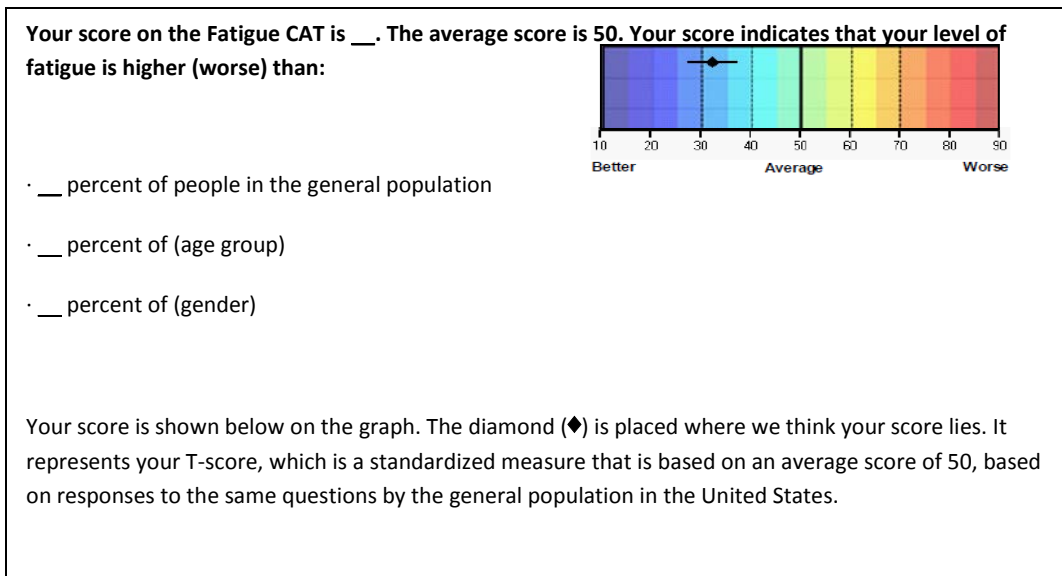 Your score on the Fatigue CAT is __. The average score is 50. Your score indicates that your level of
fatigue is higher (worse) than:
10 20 30 40 50 60 70 80 90
Better Average Worse
· __ percent of people in the general population
· __ percent of (age group)
· __ percent of (gender)
Your score is shown below on the graph. The diamond (♦) is placed where we think your score lies. It
represents your T-score, which is a standardized measure that is based on an average score of 50, based
on responses to the same questions by the general population in the United States.